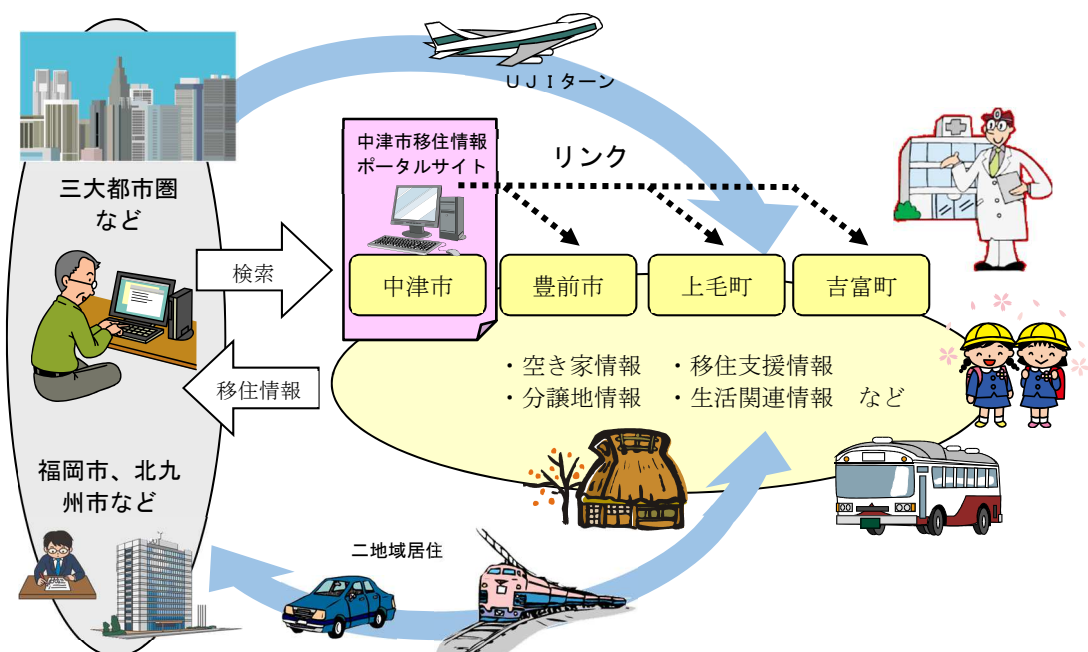 ＵＪＩターン
中津市移住情報
ポータルサイト
リンク
三大都市圏
など
検索
中津市
豊前市
上毛町
吉富町
移住情報
・空き家情報　・移住支援情報
・分譲地情報　・生活関連情報　など
福岡市、北九
州市など
二地域居住